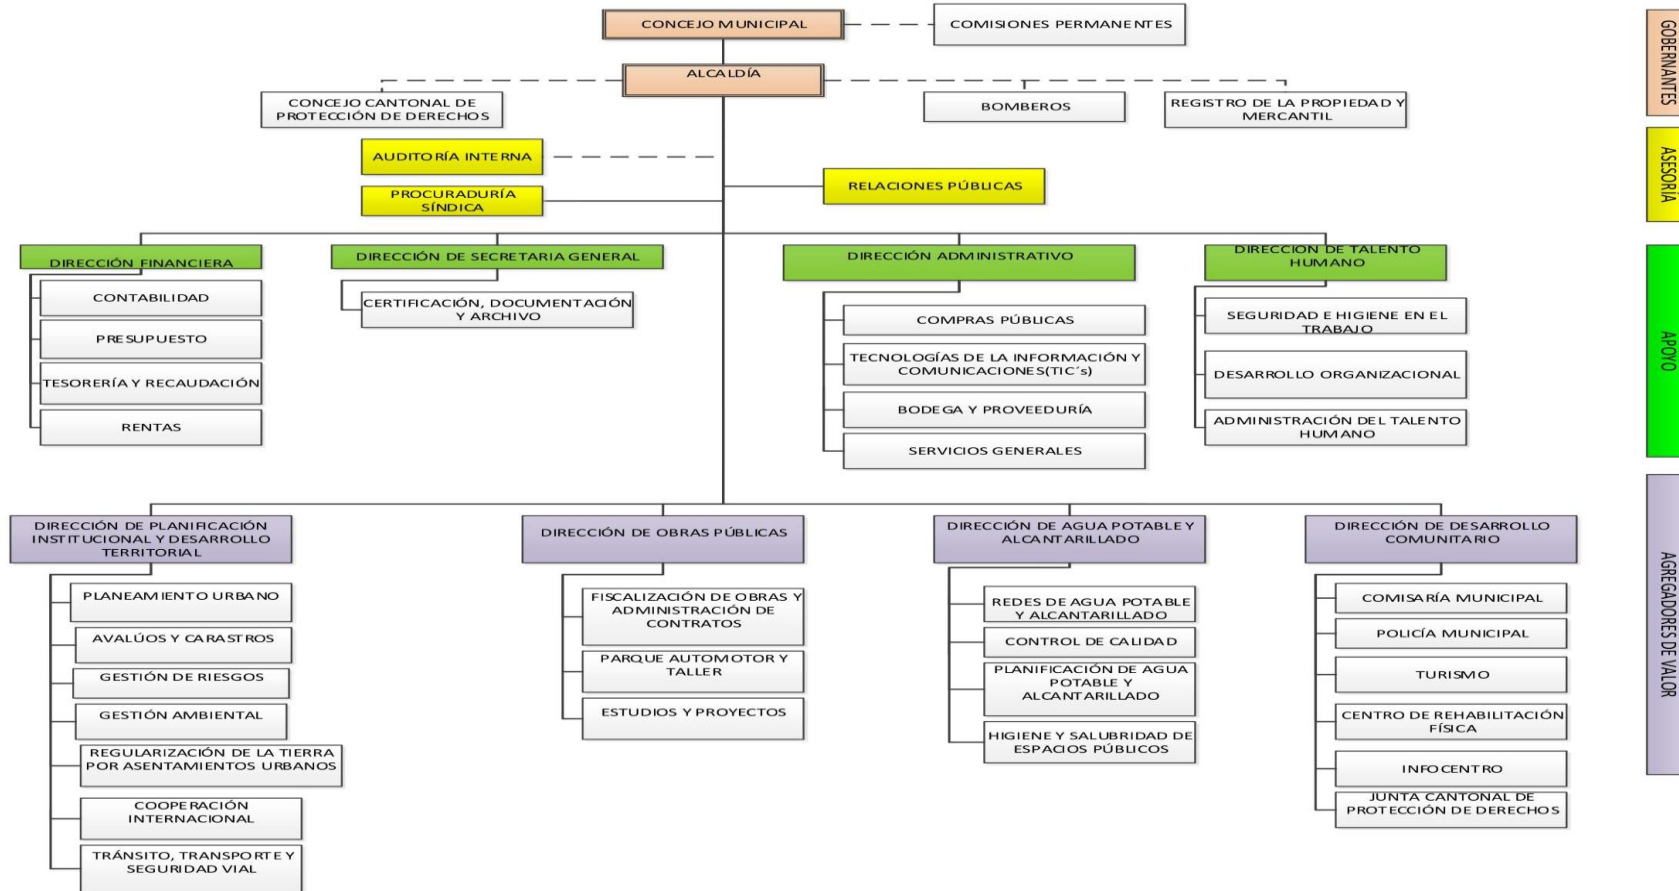 CONCEJO MUNICIPAL
COMISIONES PERMANENTES
ALCALDÍA
CONCEJO CANTONAL DE
PROTECCIÓN DE DERECHOS
BOMBEROS
REGISTRO DE LA PROPIEDAD Y
MERCANTIL
GOBERNANTES
AUDITORÍA INTERNA
PROCURADURÍA
SÍNDICA
RELACIONES PÚBLICAS
ASESORÍA
DIRECCIÓN FINANCIERA
CONTABILIDAD
PRESUPUESTO
TESORERÍA Y RECAUDACIÓN
RENTAS
DIRECCIÓN DE SECRETARIA GENERAL
CERTIFICACIÓN, DOCUMENTACIÓN
Y ARCHIVO
DIRECCIÓN ADMINISTRATIVO
COMPRAS PÚBLICAS
TECNOLOGÍAS DE LA INFORMACIÓN Y
COMUNICACIONES(TIC´s)
BODEGA Y PROVEEDURÍA
SERVICIOS GENERALES
DIRECCION DE TALENTO
HUMANO
SEGURIDAD E HIGIENE EN EL
TRABAJO
DESARROLLO ORGANIZACIONAL
ADMINISTRACIÓN DEL TALENTO
HUMANO
APOYO
DIRECCIÓN DE PLANIFICACIÓN
INSTITUCIONAL Y DESARROLLO
TERRITORIAL
PLANEAMIENTO URBANO
AVALÚOS Y CARASTROS
GESTIÓN DE RIESGOS
GESTIÓN AMBIENTAL
REGULARIZACIÓN DE LA TIERRA
POR ASENTAMIENTOS URBANOS
COOPERACIÓN
INTERNACIONAL
TRÁNSITO, TRANSPORTE Y
SEGURIDAD VIAL
DIRECCIÓN DE OBRAS PÚBLICAS
FISCALIZACIÓN DE OBRAS Y
ADMINISTRACIÓN DE
CONTRATOS
PARQUE AUTOMOTOR Y
TALLER
ESTUDIOS Y PROYECTOS
DIRECCIÓN DE AGUA POTABLE Y
ALCANTARILLADO
REDES DE AGUA POTABLE
Y ALCANTARILLADO
CONTROL DE CALIDAD
PLANIFICACIÓN DE AGUA
POTABLE Y
ALCANTARILLADO
HIGIENE Y SALUBRIDAD DE
ESPACIOS PÚBLICOS
DIRECCIÓN DE DESARROLLO
COMUNITARIO
COMISARÍA MUNICIPAL
POLICÍA MUNICIPAL
TURISMO
CENTRO DE REHABILITACIÓN
FÍSICA
INFOCENTRO
JUNTA CANTONAL DE
PROTECCIÓN DE DERECHOS
AGREGADORES DE VALOR